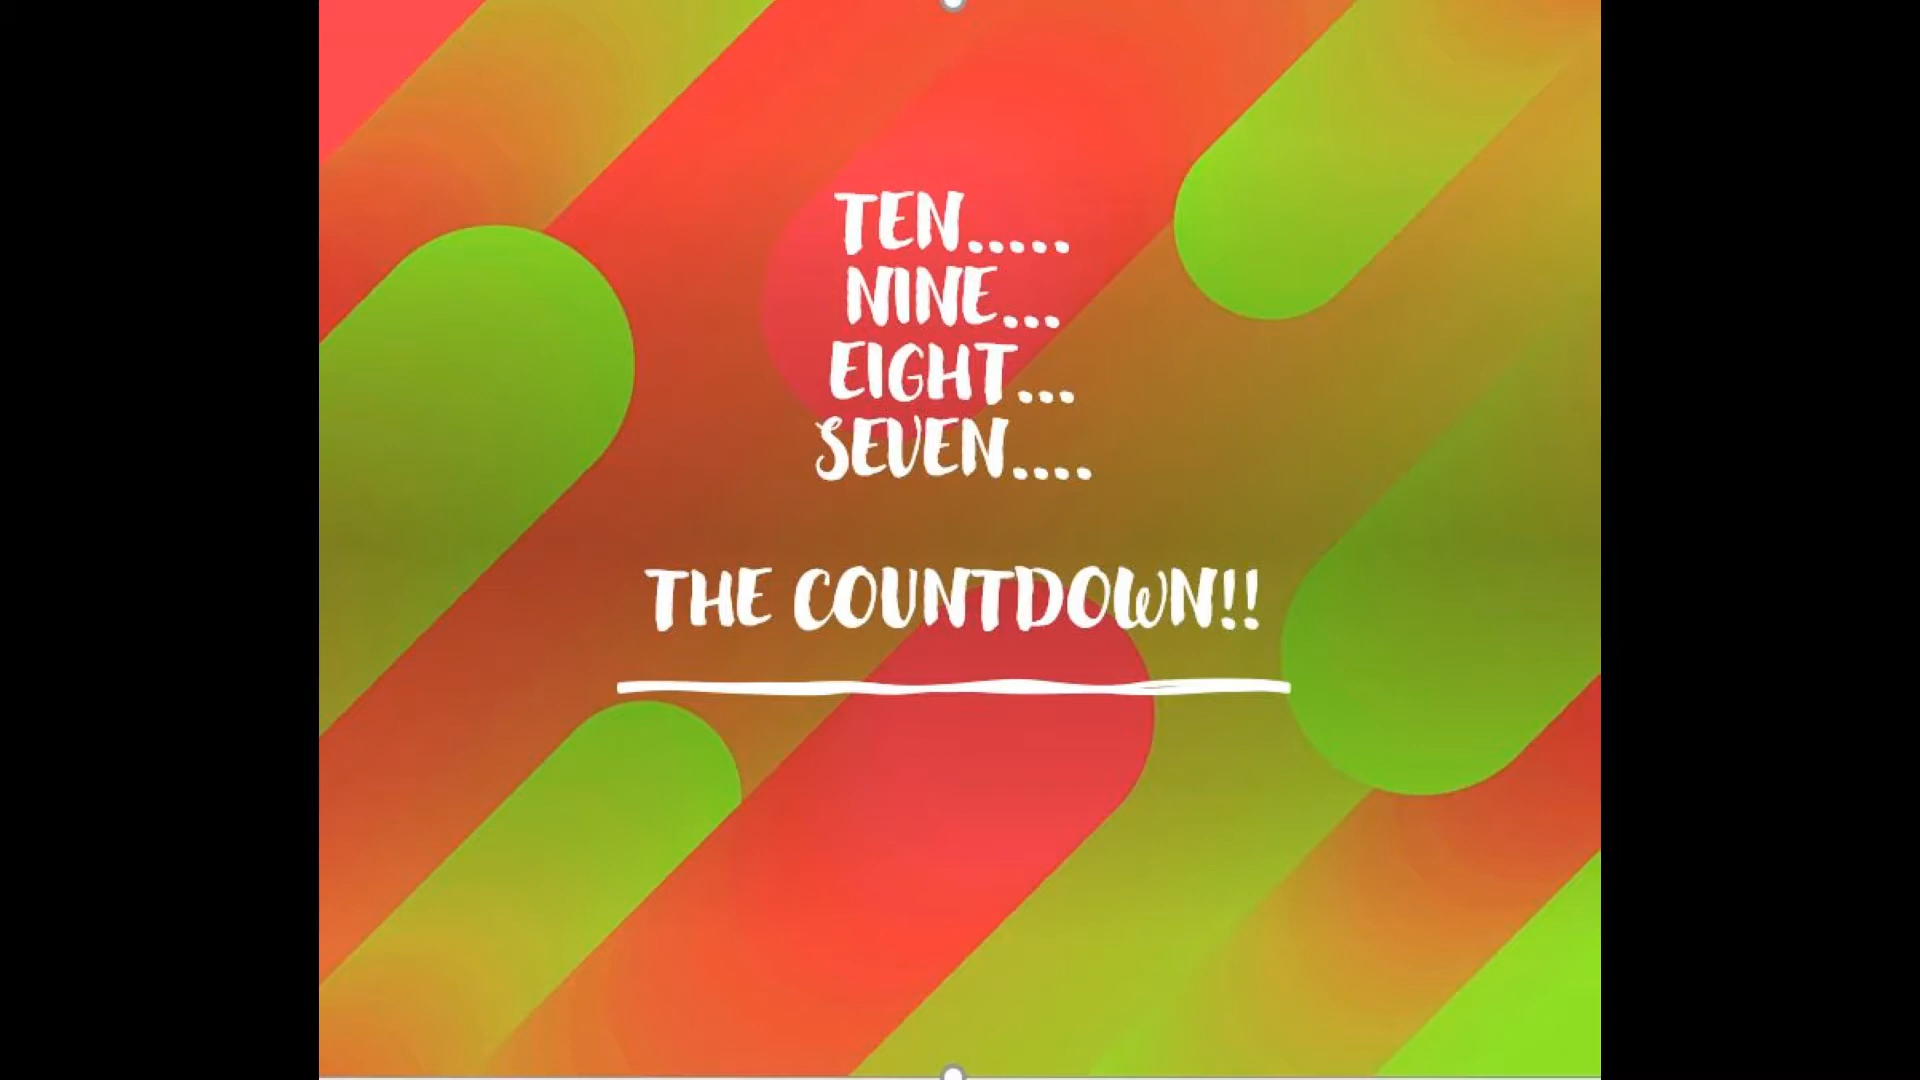 TEN.....
NINE...
EIGHT...
SEVEN....
THE COUNTDOWN!!